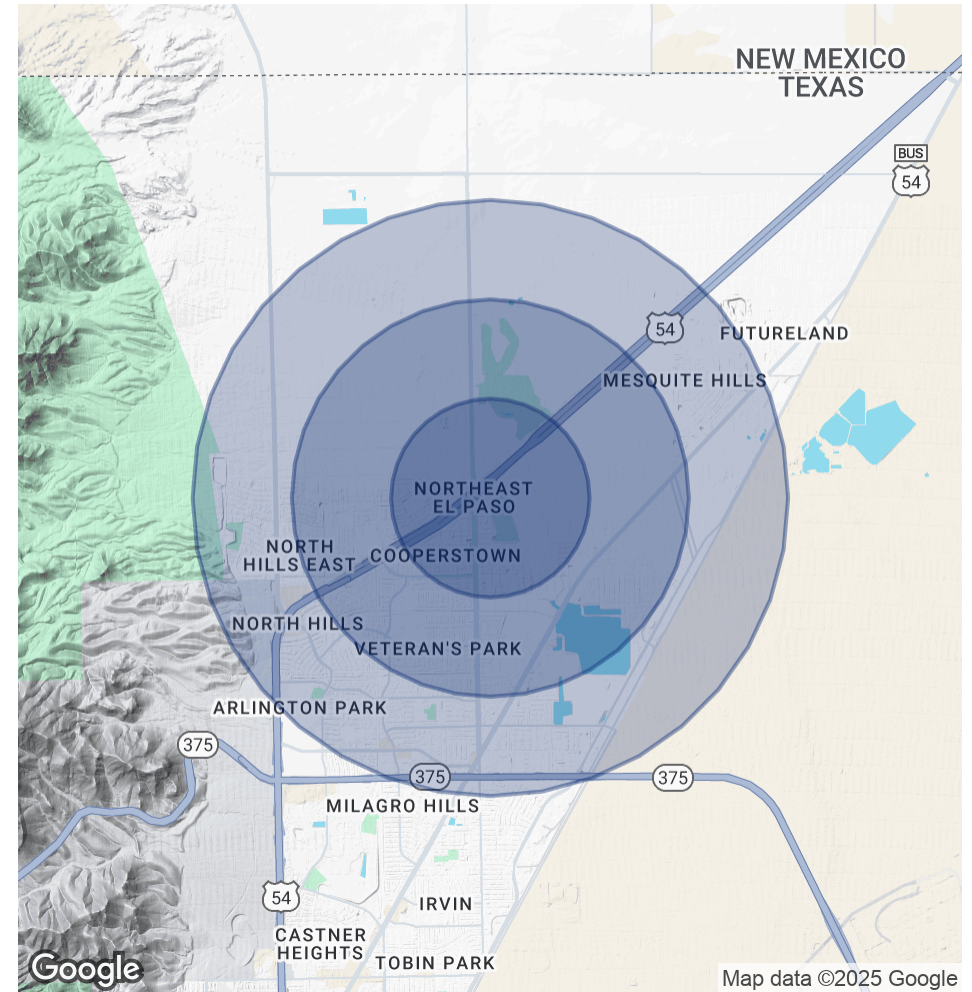 NEW MEXICO
TEXAS
BUS
54
54
FUTURELAND
MESQUITE HILLS
NORTHEAST
EL PASO
NORTH
HILLS EAST
COOPERSTOWN
NORTH HILLS
VETERAN'S PARK
ARLINGTON PARK
375
375
375
MILAGRO HILLS
54
IRVIN
CASTNER
HEIGHTS
TOBIN PARK
Google
Map data ©2025 Google